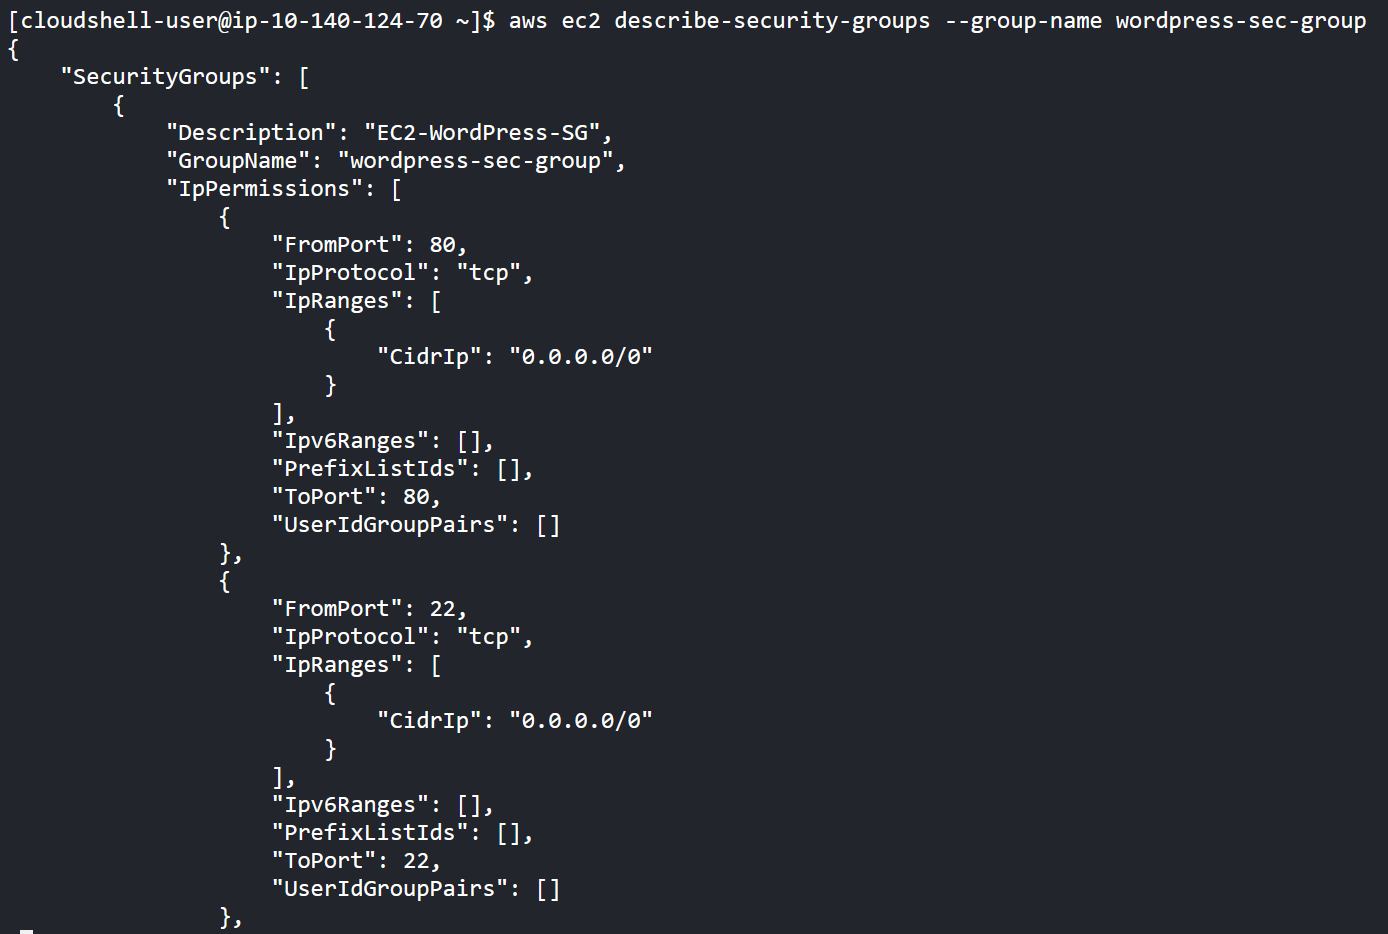 [cloudshell-user@ip-10-140-124-70 ~]$ aws ec2 describe-security-groups --group-name wordpress-sec-group
{
    "SecurityGroups": [
        {
            "Description": "EC2-WordPress-SG",
            "GroupName": "wordpress-sec-group",
            "IpPermissions": [
                {
                    "FromPort": 80,
                    "IpProtocol": "tcp",
                    "IpRanges": [
                        {
                            "CidrIp": "0.0.0.0/0"
                        }
                    ],
                    "Ipv6Ranges": [],
                    "PrefixListIds": [],
                    "ToPort": 80,
                    "UserIdGroupPairs": []
                },
                {
                    "FromPort": 22,
                    "IpProtocol": "tcp",
                    "IpRanges": [
                        {
                            "CidrIp": "0.0.0.0/0"
                        }
                    ],
                    "Ipv6Ranges": [],
                    "PrefixListIds": [],
                    "ToPort": 22,
                    "UserIdGroupPairs": []
                },